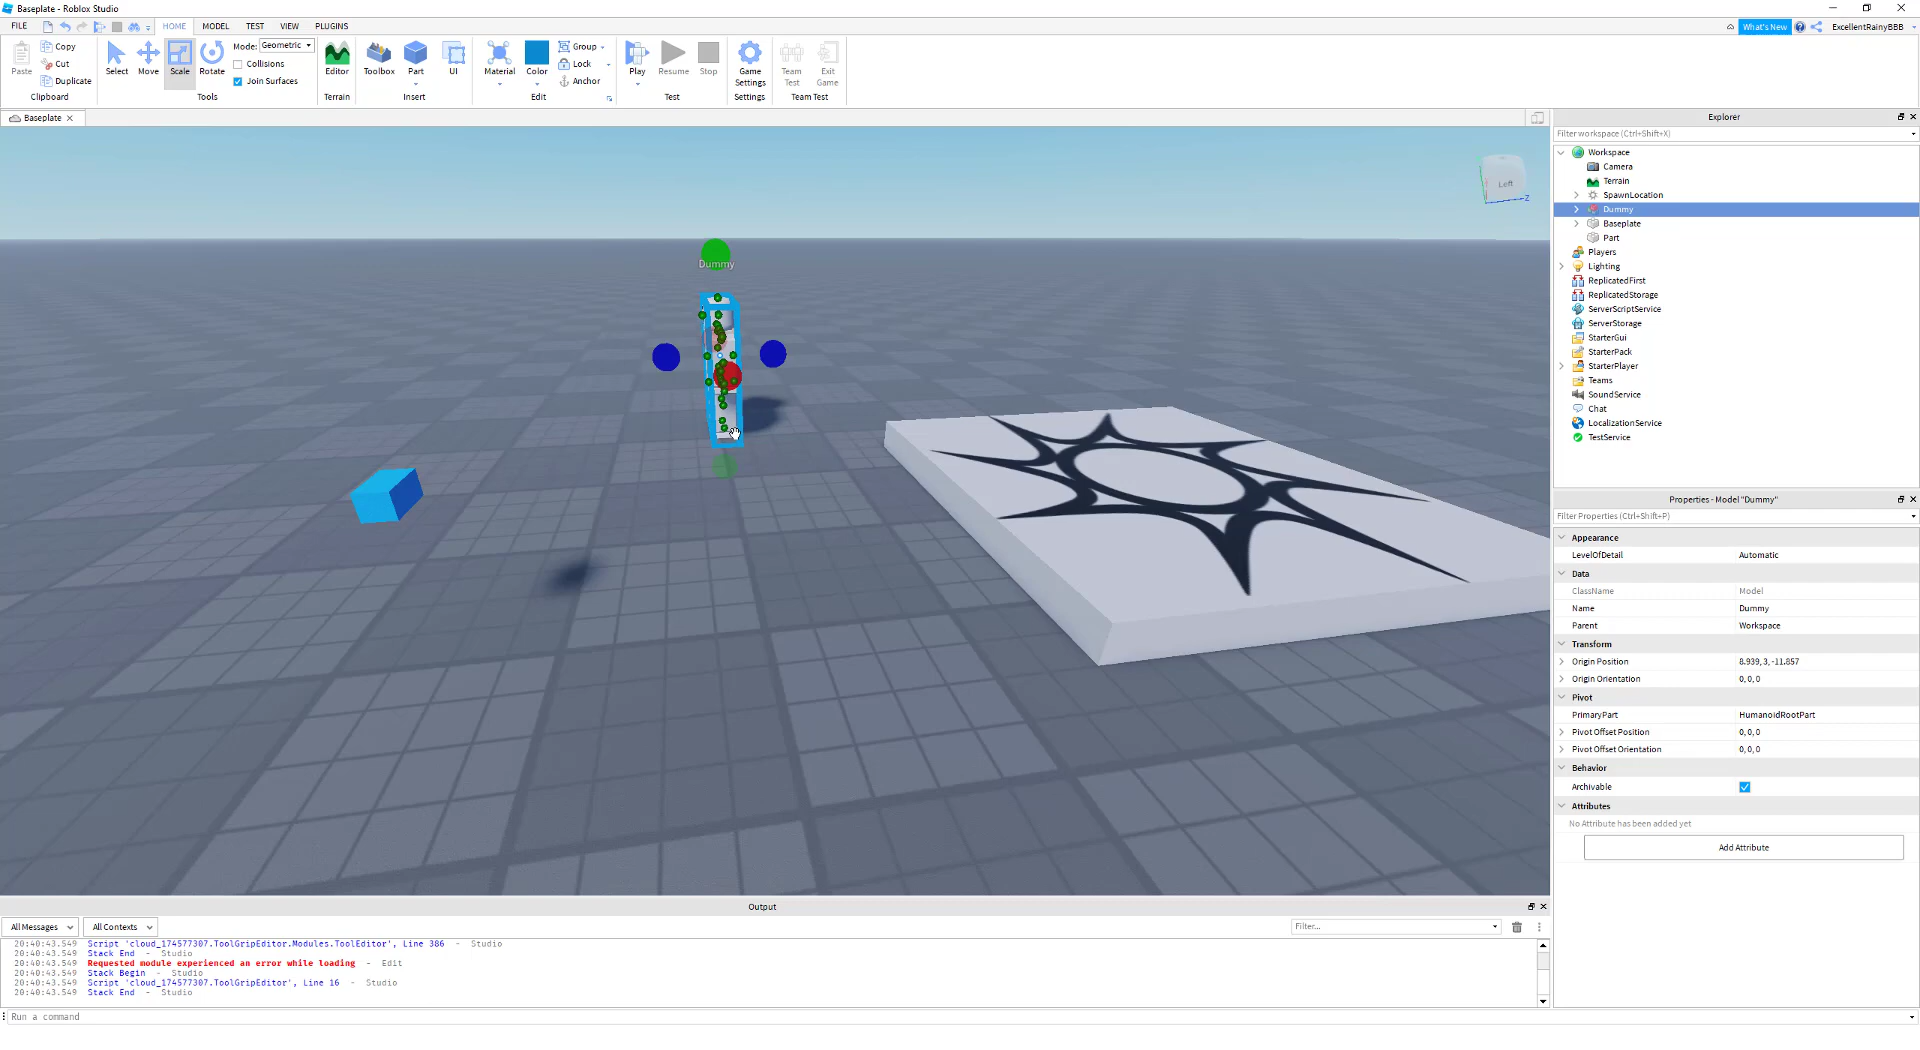 Baseplate - Roblox Studio
FILE HOME MODEL TEST VIEW PLUGINS What's New ExcellentRainyBBB
Paste Copy Cut Duplicate Clipboard
Select Move Scale Rotate Mode: Geometric Collisions Join Surfaces Tools
Editor Terrain
Toolbox Part UI Insert
Material Color Group Lock Anchor Edit
Play Resume Stop Test
Game Settings Settings
Team Test Exit Game Team Test
Baseplate
Dummy
Left
Z
Explorer
Filter workspace (Ctrl+Shift+X)
Workspace
Camera
Terrain
SpawnLocation
Dummy
Baseplate
Part
Players
Lighting
ReplicatedFirst
ReplicatedStorage
ServerScriptService
ServerStorage
StarterGui
StarterPack
StarterPlayer
Teams
SoundService
Chat
LocalizationService
TestService
Properties - Model "Dummy"
Filter Properties (Ctrl+Shift+P)
Appearance
LevelOfDetail Automatic
Data
ClassName Model
Name Dummy
Parent Workspace
Transform
Origin Position 8.939, 3, -11.857
Origin Orientation 0, 0, 0
Pivot
PrimaryPart HumanoidRootPart
Pivot Offset Position 0, 0, 0
Pivot Offset Orientation 0, 0, 0
Behavior
Archivable
Attributes
No Attribute has been added yet
Add Attribute
Output
All Messages All Contexts Filter...
20:40:43.549 Script 'cloud_174577307.ToolGripEditor.Modules.ToolEditor', Line 386 - Studio
20:40:43.549 Stack End - Studio
20:40:43.549 Requested module experienced an error while loading - Edit
20:40:43.549 Stack Begin - Studio
20:40:43.549 Script 'cloud_174577307.ToolGripEditor', Line 16 - Studio
20:40:43.549 Stack End - Studio
Run a command